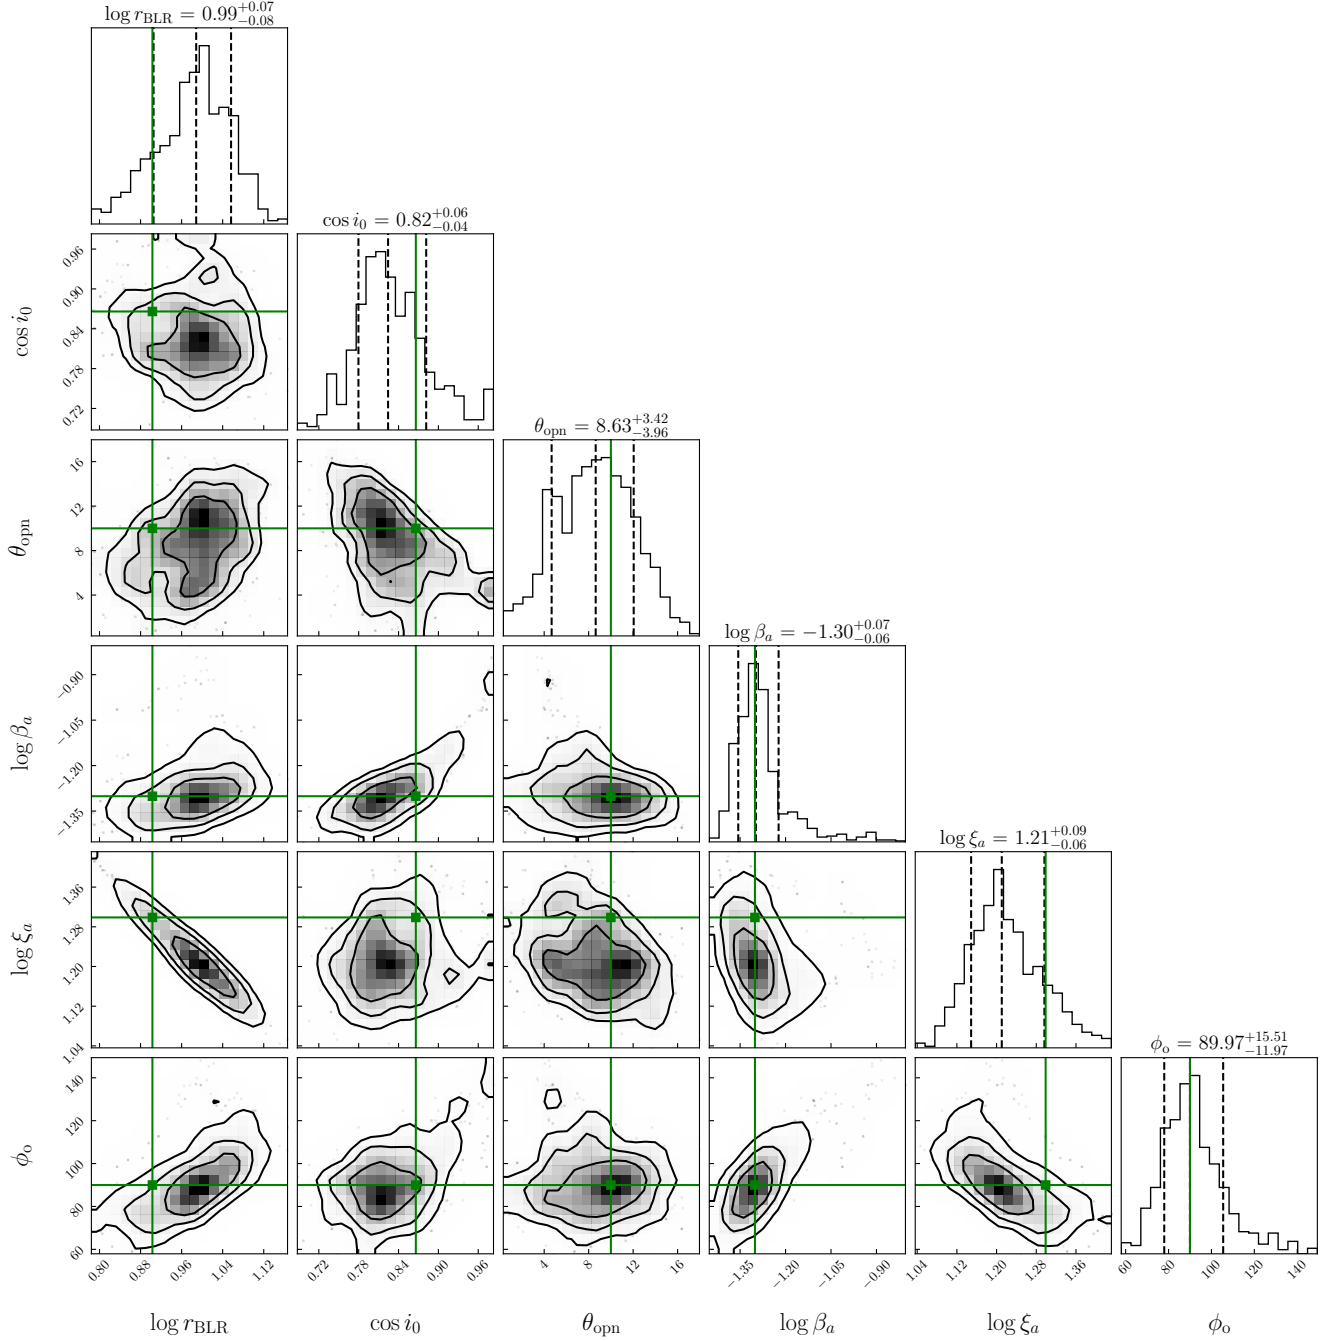 log r_BLR = 0.99^{+0.07}_{−0.08}
cos i_0 = 0.82^{+0.06}_{−0.04}
0.96
0.90
0.84
0.78
0.72
cos i_0
θ_opn = 8.63^{+3.42}_{−3.96}
16
12
8
4
θ_opn
log β_a = −1.30^{+0.07}_{−0.06}
−0.90
−1.05
−1.20
−1.35
log β_a
log ξ_a = 1.21^{+0.09}_{−0.06}
1.36
1.28
1.20
1.12
1.04
log ξ_a
φ_o = 89.97^{+15.51}_{−11.97}
140
120
100
80
60
φ_o
0.80 0.88 0.96 1.04 1.12 0.72 0.78 0.84 0.90 0.96 4 8 12 16 −1.35 −1.20 −1.05 −0.90 1.04 1.12 1.20 1.28 1.36 60 80 100 120 140
log r_BLR cos i_0 θ_opn log β_a log ξ_a φ_o